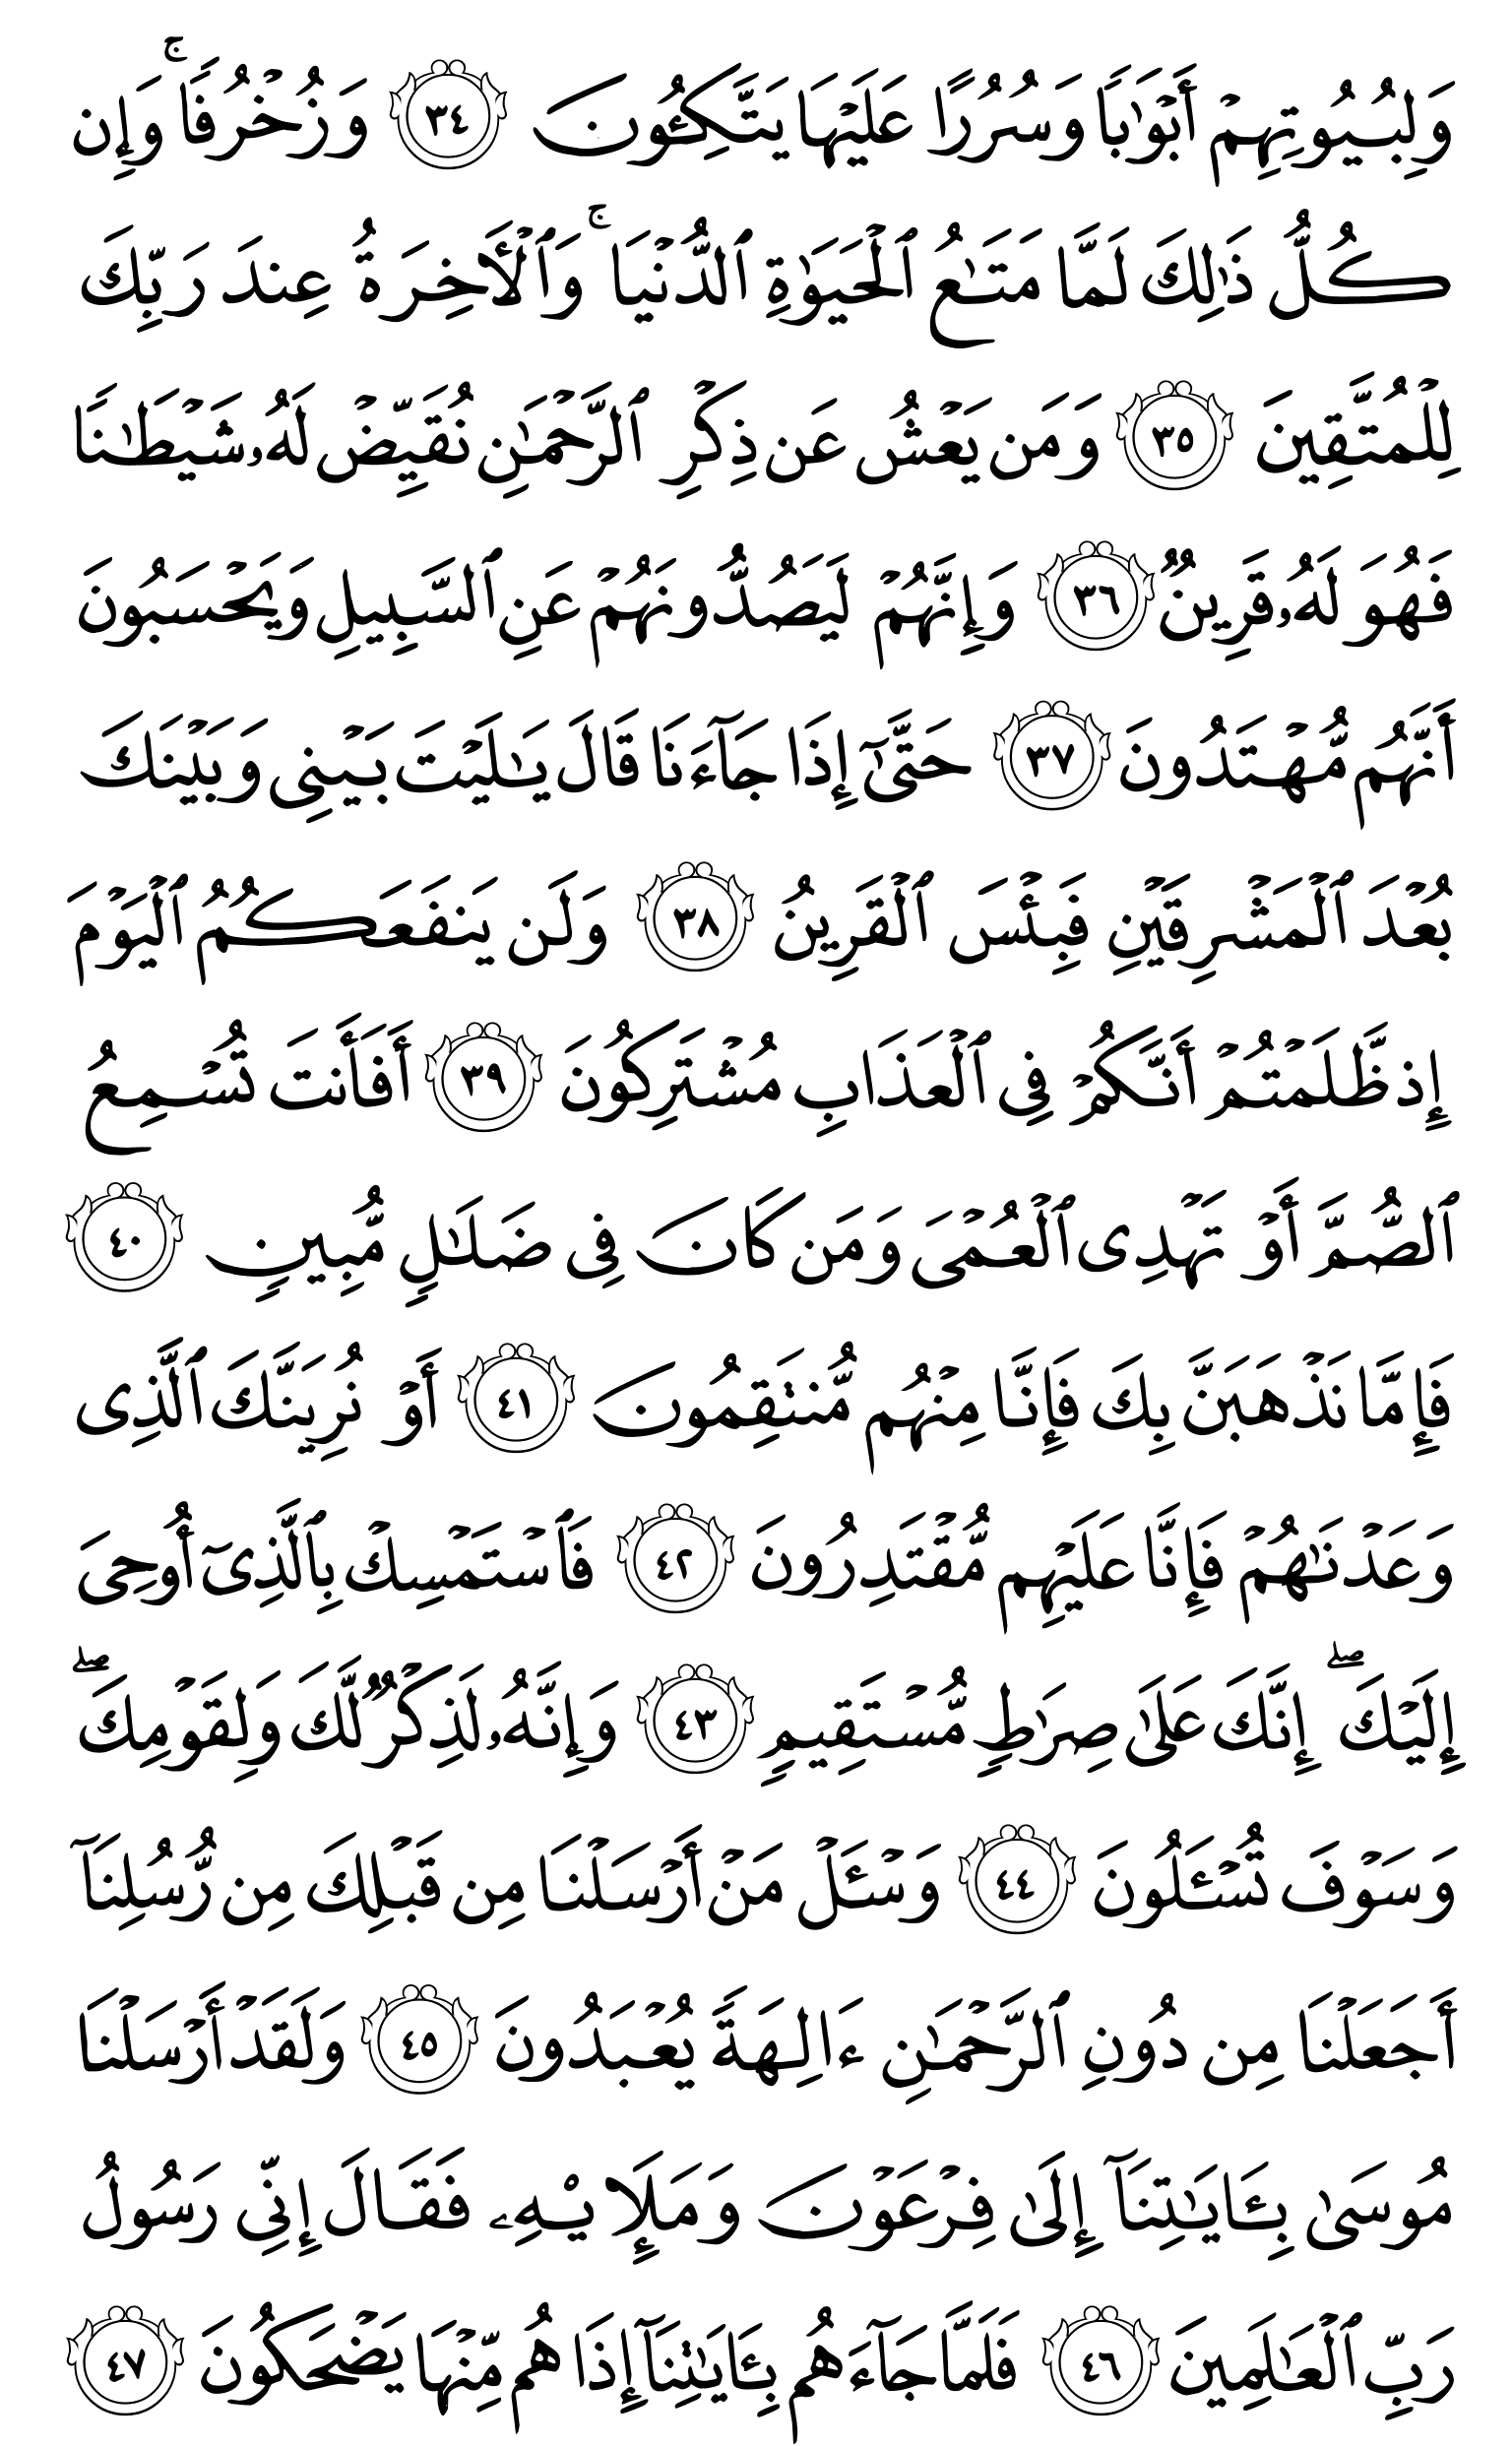 وَلِبُيُوتِهِمۡ أَبۡوَٰبًا وَسُرُرًا عَلَيۡهَا يَتَّكِـُٔونَ ٣٤ وَزُخۡرُفًاۚ وَإِن
كُلُّ ذَٰلِكَ لَمَّا مَتَٰعُ ٱلۡحَيَوٰةِ ٱلدُّنۡيَاۚ وَٱلۡأٓخِرَةُ عِندَ رَبِّكَ
لِلۡمُتَّقِينَ ٣٥ وَمَن يَعۡشُ عَن ذِكۡرِ ٱلرَّحۡمَٰنِ نُقَيِّضۡ لَهُۥ شَيۡطَٰنًا
فَهُوَ لَهُۥ قَرِينٌ ٣٦ وَإِنَّهُمۡ لَيَصُدُّونَهُمۡ عَنِ ٱلسَّبِيلِ وَيَحۡسَبُونَ
أَنَّهُم مُّهۡتَدُونَ ٣٧ حَتَّىٰٓ إِذَا جَآءَنَا قَالَ يَٰلَيۡتَ بَيۡنِى وَبَيۡنَكَ
بُعۡدَ ٱلۡمَشۡرِقَيۡنِ فَبِئۡسَ ٱلۡقَرِينُ ٣٨ وَلَن يَنفَعَكُمُ ٱلۡيَوۡمَ
إِذ ظَّلَمۡتُمۡ أَنَّكُمۡ فِى ٱلۡعَذَابِ مُشۡتَرِكُونَ ٣٩ أَفَأَنتَ تُسۡمِعُ
ٱلصُّمَّ أَوۡ تَهۡدِى ٱلۡعُمۡىَ وَمَن كَانَ فِى ضَلَٰلٍ مُّبِينٍ ٤٠
فَإِمَّا نَذۡهَبَنَّ بِكَ فَإِنَّا مِنۡهُم مُّنتَقِمُونَ ٤١ أَوۡ نُرِيَنَّكَ ٱلَّذِى
وَعَدۡنَٰهُمۡ فَإِنَّا عَلَيۡهِم مُّقۡتَدِرُونَ ٤٢ فَٱسۡتَمۡسِكۡ بِٱلَّذِىٓ أُوحِىَ
إِلَيۡكَۖ إِنَّكَ عَلَىٰ صِرَٰطٍ مُّسۡتَقِيمٍ ٤٣ وَإِنَّهُۥ لَذِكۡرٌ لَّكَ وَلِقَوۡمِكَۖ
وَسَوۡفَ تُسۡـَٔلُونَ ٤٤ وَسۡـَٔلۡ مَنۡ أَرۡسَلۡنَا مِن قَبۡلِكَ مِن رُّسُلِنَآ
أَجَعَلۡنَا مِن دُونِ ٱلرَّحۡمَٰنِ ءَالِهَةً يُعۡبَدُونَ ٤٥ وَلَقَدۡ أَرۡسَلۡنَا
مُوسَىٰ بِـَٔايَٰتِنَآ إِلَىٰ فِرۡعَوۡنَ وَمَلَإِيْهِۦ فَقَالَ إِنِّى رَسُولُ
رَبِّ ٱلۡعَٰلَمِينَ ٤٦ فَلَمَّا جَآءَهُم بِـَٔايَٰتِنَآ إِذَا هُم مِّنۡهَا يَضۡحَكُونَ ٤٧